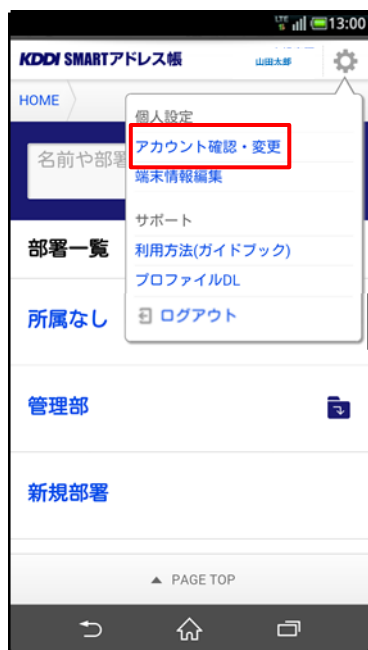 LTE 13:00
KDDI SMARTアドレス帳
山田太郎
HOME
個人設定
アカウント確認・変更
名前や部署
端末情報編集
サポート
部署一覧
利用方法(ガイドブック)
プロファイルDL
所属なし
ログアウト
管理部
新規部署
▲ PAGE TOP